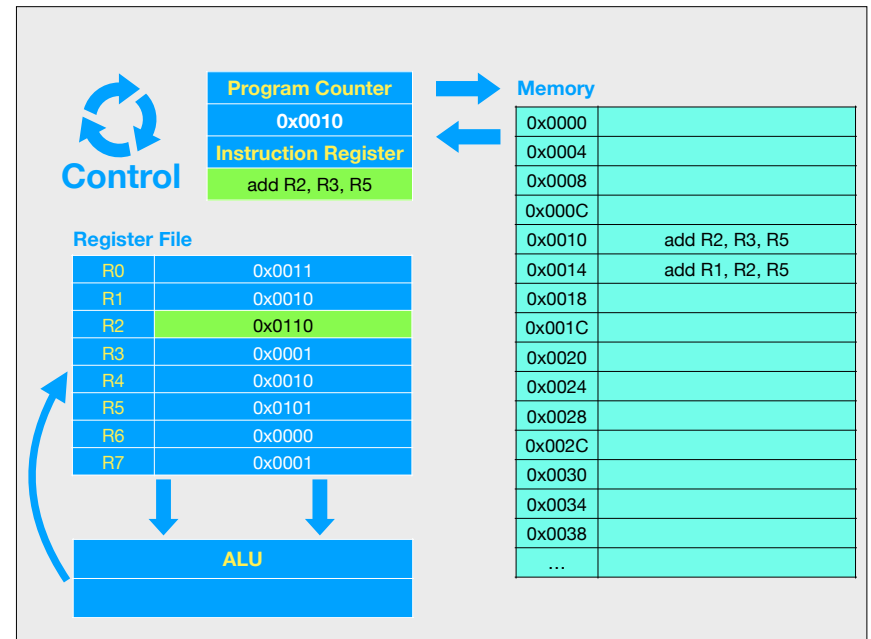 Program Counter
0x0010
Instruction Register
add R2, R3, R5
Control
Register File
R0 0x0011
R1 0x0010
R2 0x0110
R3 0x0001
R4 0x0010
R5 0x0101
R6 0x0000
R7 0x0001
ALU
Memory
0x0000
0x0004
0x0008
0x000C
0x0010 add R2, R3, R5
0x0014 add R1, R2, R5
0x0018
0x001C
0x0020
0x0024
0x0028
0x002C
0x0030
0x0034
0x0038
…